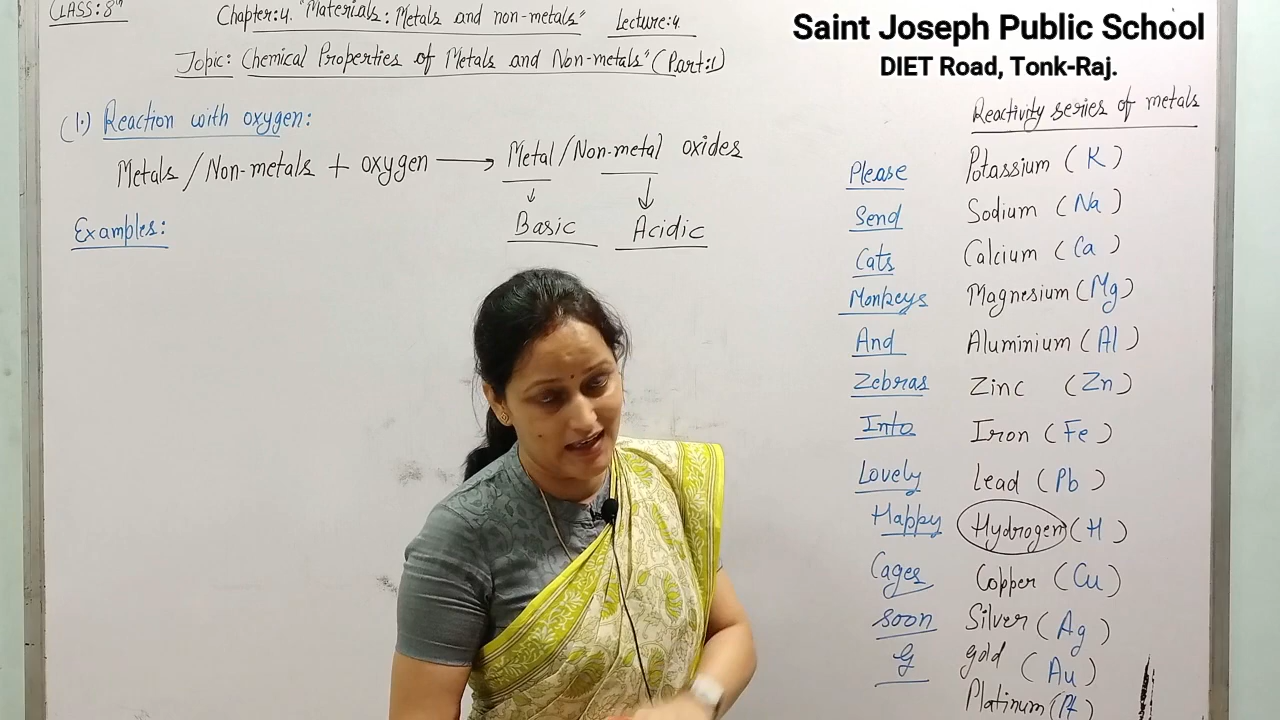 CLASS: 8th
Chapter:4. "Materials: Metals and non-metals" Lecture:4.
Topic: Chemical Properties of Metals and Non-metals" (Part:1)
Saint Joseph Public School
DIET Road, Tonk-Raj.
(1.) Reaction with oxygen:
Metals / Non-metals + oxygen → Metal / Non-metal oxides
↓ ↓
Basic Acidic
Examples:
Reactivity series of metals
Please Potassium (K)
Send Sodium (Na)
Cats Calcium (Ca)
Monkeys Magnesium (Mg)
And Aluminium (Al)
Zebras Zinc (Zn)
Into Iron (Fe)
Lovely Lead (Pb)
Happy Hydrogen (H)
Cages Copper (Cu)
soon Silver (Ag)
G gold (Au)
Platinum (Pt)